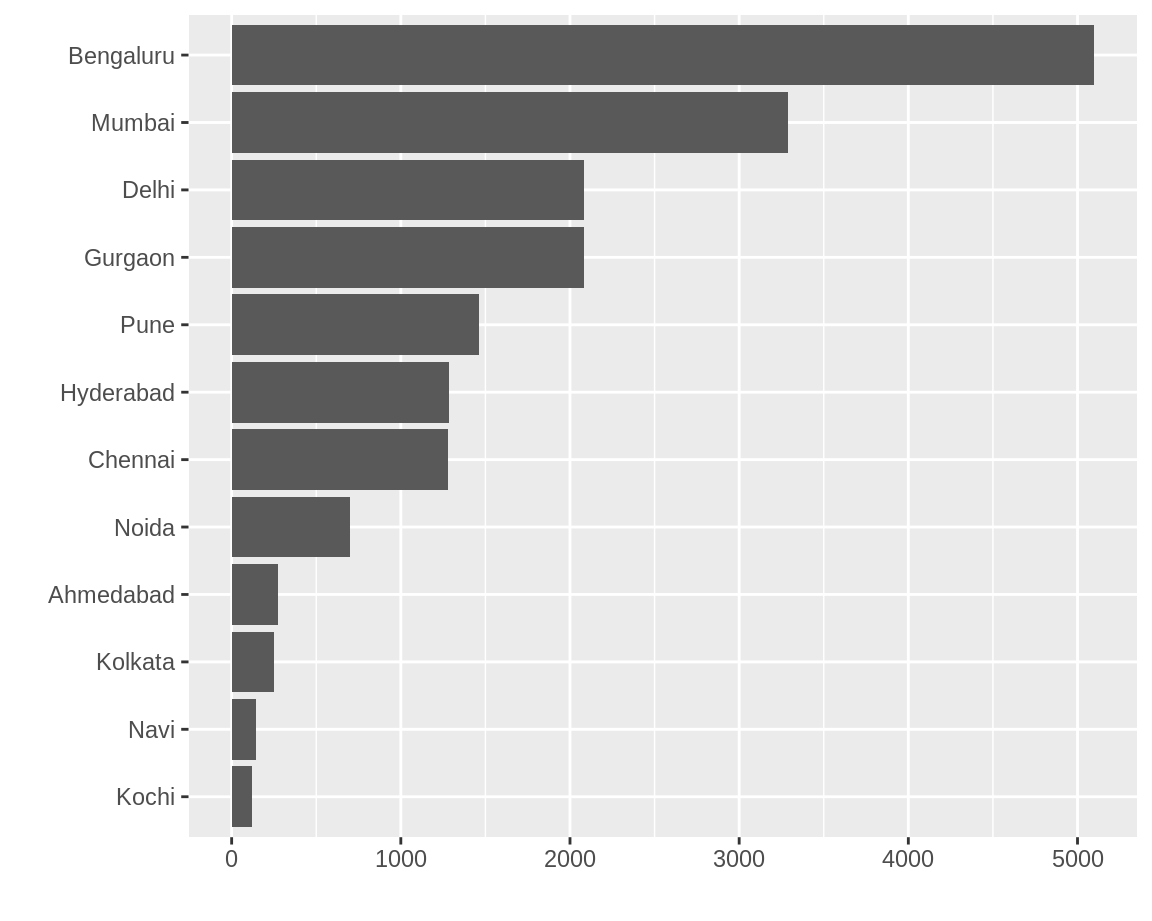 Bengaluru
Mumbai
Delhi
Gurgaon
Pune
Hyderabad
Chennai
Noida
Ahmedabad
Kolkata
Navi
Kochi
0 1000 2000 3000 4000 5000